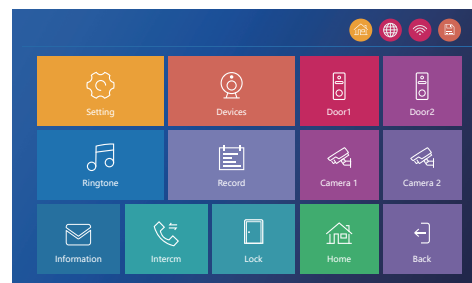 Setting
Devices
Door1
Door2
Ringtone
Record
Camera 1
Camera 2
Information
Intercm
Lock
Home
Back